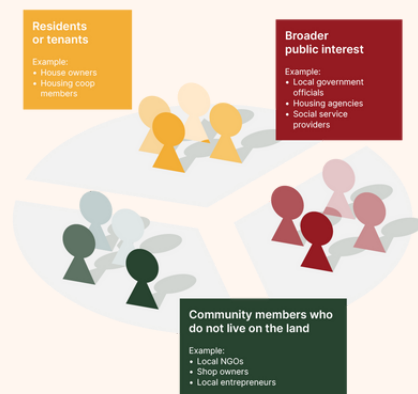 Residents
or tenants
Example:
• House owners
• Housing coop
members
Broader
public interest
Example:
• Local government
officials
• Housing agencies
• Social service
providers
Community members who
do not live on the land
Example:
• Local NGOs
• Shop owners
• Local entrepreneurs